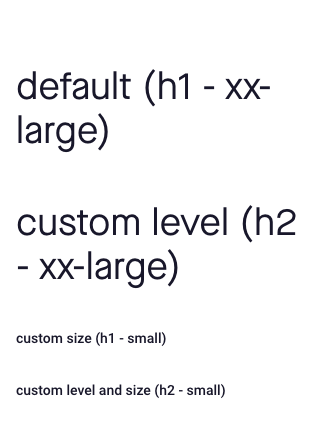 default (h1 - xx-
large)
custom level (h2
- xx-large)
custom size (h1 - small)
custom level and size (h2 - small)